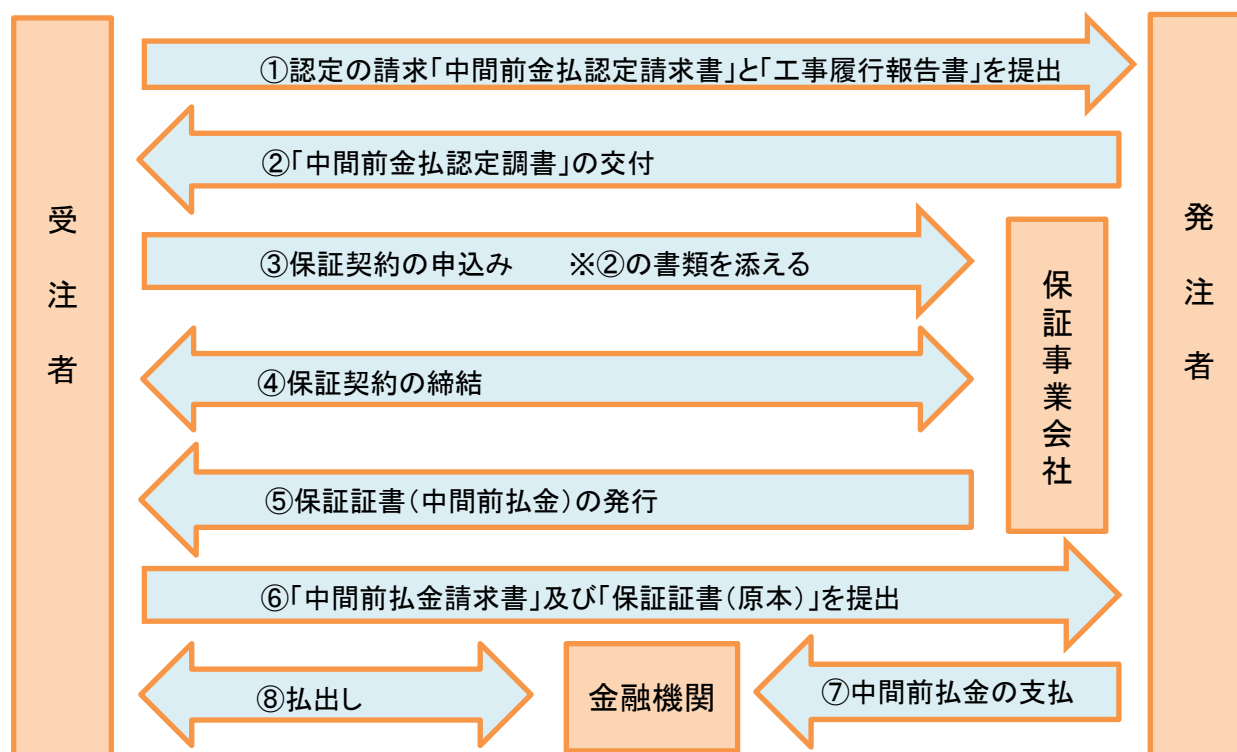 ①認定の請求「中間前金払認定請求書」と「工事履行報告書」を提出
②「中間前金払認定調書」の交付
受注者
③保証契約の申込み　　※②の書類を添える
保証事業会社
発注者
④保証契約の締結
⑤保証証書（中間前払金）の発行
⑥「中間前払金請求書」及び「保証証書（原本）」を提出
⑧払出し
金融機関
⑦中間前払金の支払